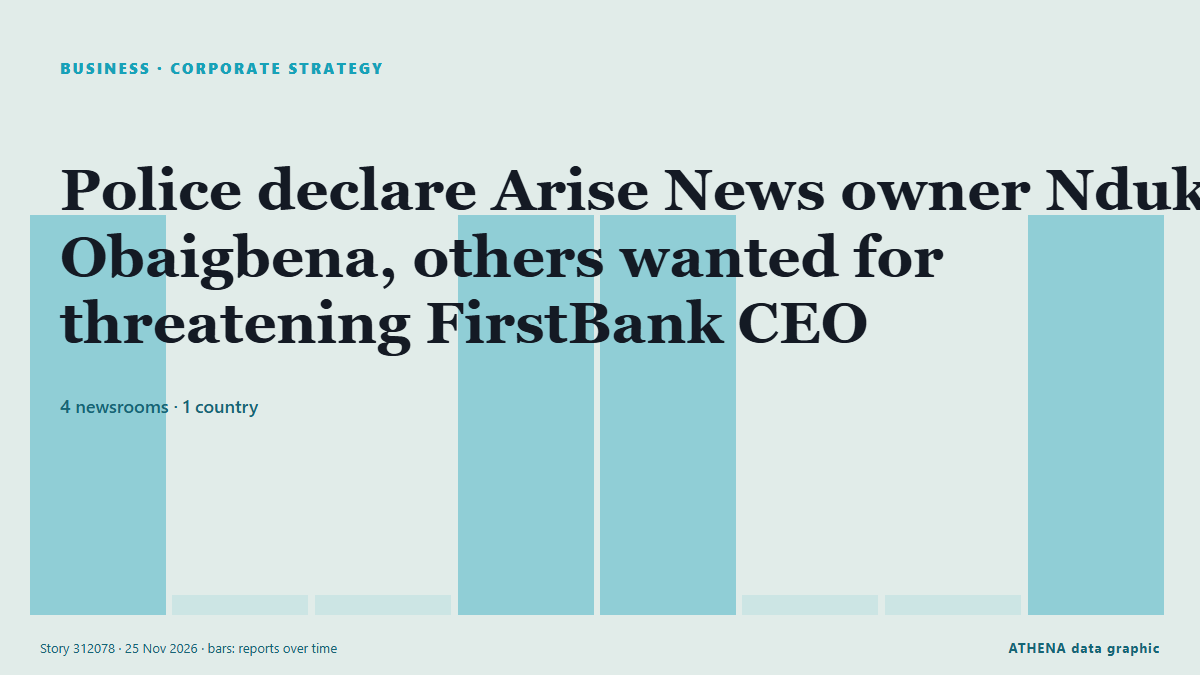 BUSINESS · CORPORATE STRATEGY
Police declare Arise News owner Nduk
Obaigbena, others wanted for
threatening FirstBank CEO
4 newsrooms · 1 country
Story 312078 · 25 Nov 2026 · bars: reports over time
ATHENA data graphic